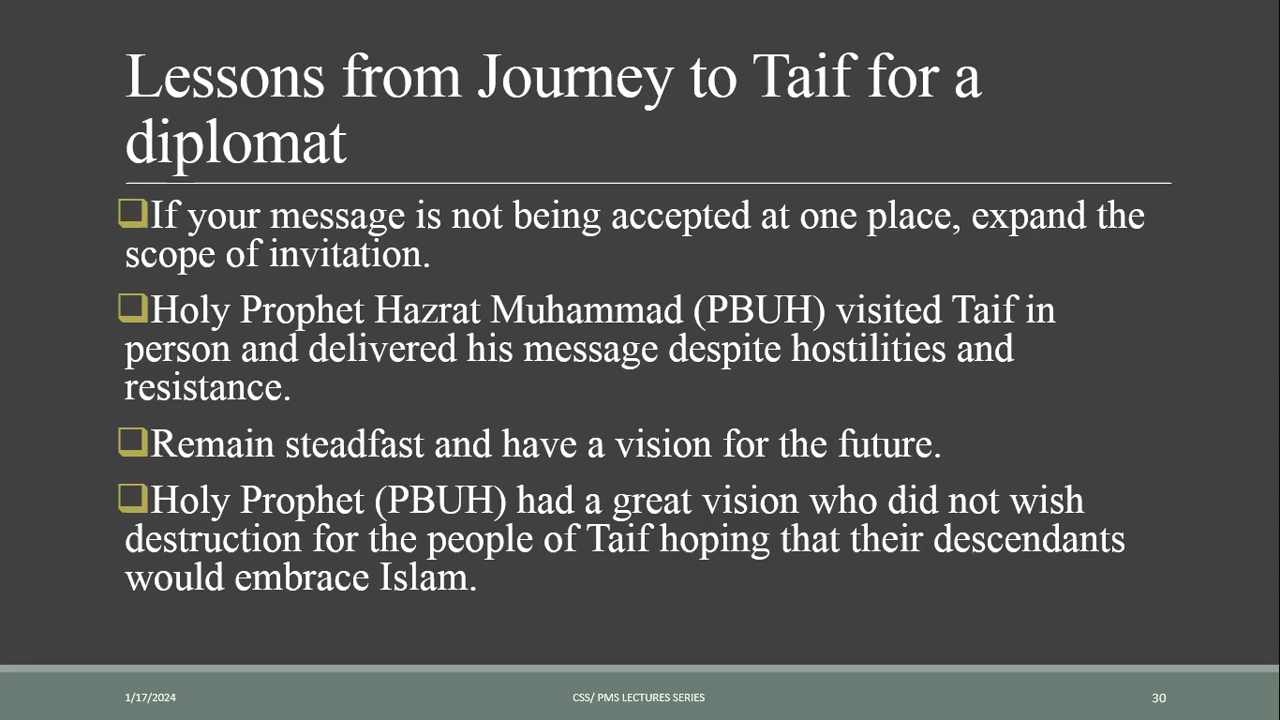 Lessons from Journey to Taif for a
diplomat
❑If your message is not being accepted at one place, expand the
scope of invitation.
❑Holy Prophet Hazrat Muhammad (PBUH) visited Taif in
person and delivered his message despite hostilities and
resistance.
❑Remain steadfast and have a vision for the future.
❑Holy Prophet (PBUH) had a great vision who did not wish
destruction for the people of Taif hoping that their descendants
would embrace Islam.
1/17/2024
CSS/ PMS LECTURES SERIES
30